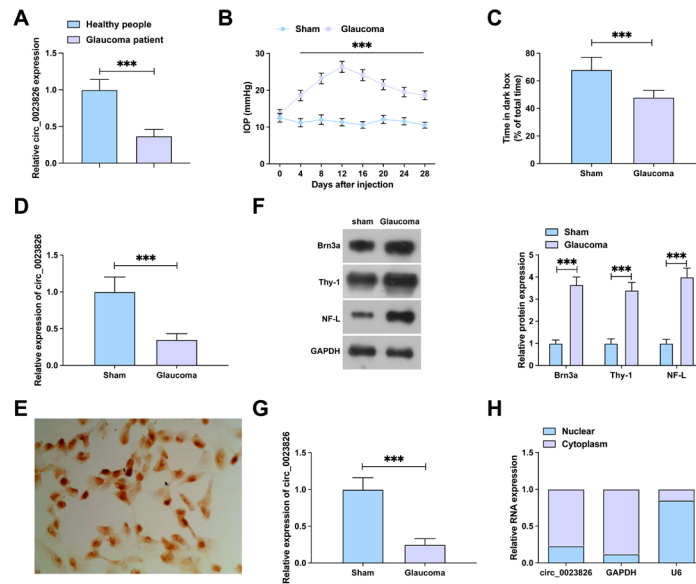 A
Healthy people
Glaucoma patient
Relative circ_0023826 expression
1.5
1.0
0.5
0.0
***
B
Sham
Glaucoma
***
IOP (mmHg)
30
20
10
0
0 4 8 12 16 20 24 28
Days after injection
C
Time in dark box
(% of total time)
100
80
60
40
20
0
***
Sham Glaucoma
D
Relative expression of circ_0023826
1.5
1.0
0.5
0.0
***
Sham Glaucoma
F
sham Glaucoma
Brn3a
Thy-1
NF-L
GAPDH
Sham
Glaucoma
Relative protein expression
6
5
4
3
2
1
0
*** *** ***
Brn3a Thy-1 NF-L
E
G
Relative expression of circ_0023826
1.5
1.0
0.5
0.0
***
Sham Glaucoma
H
Nuclear
Cytoplasm
Relative RNA expression
1.5
1.0
0.5
0.0
circ_0023826 GAPDH U6